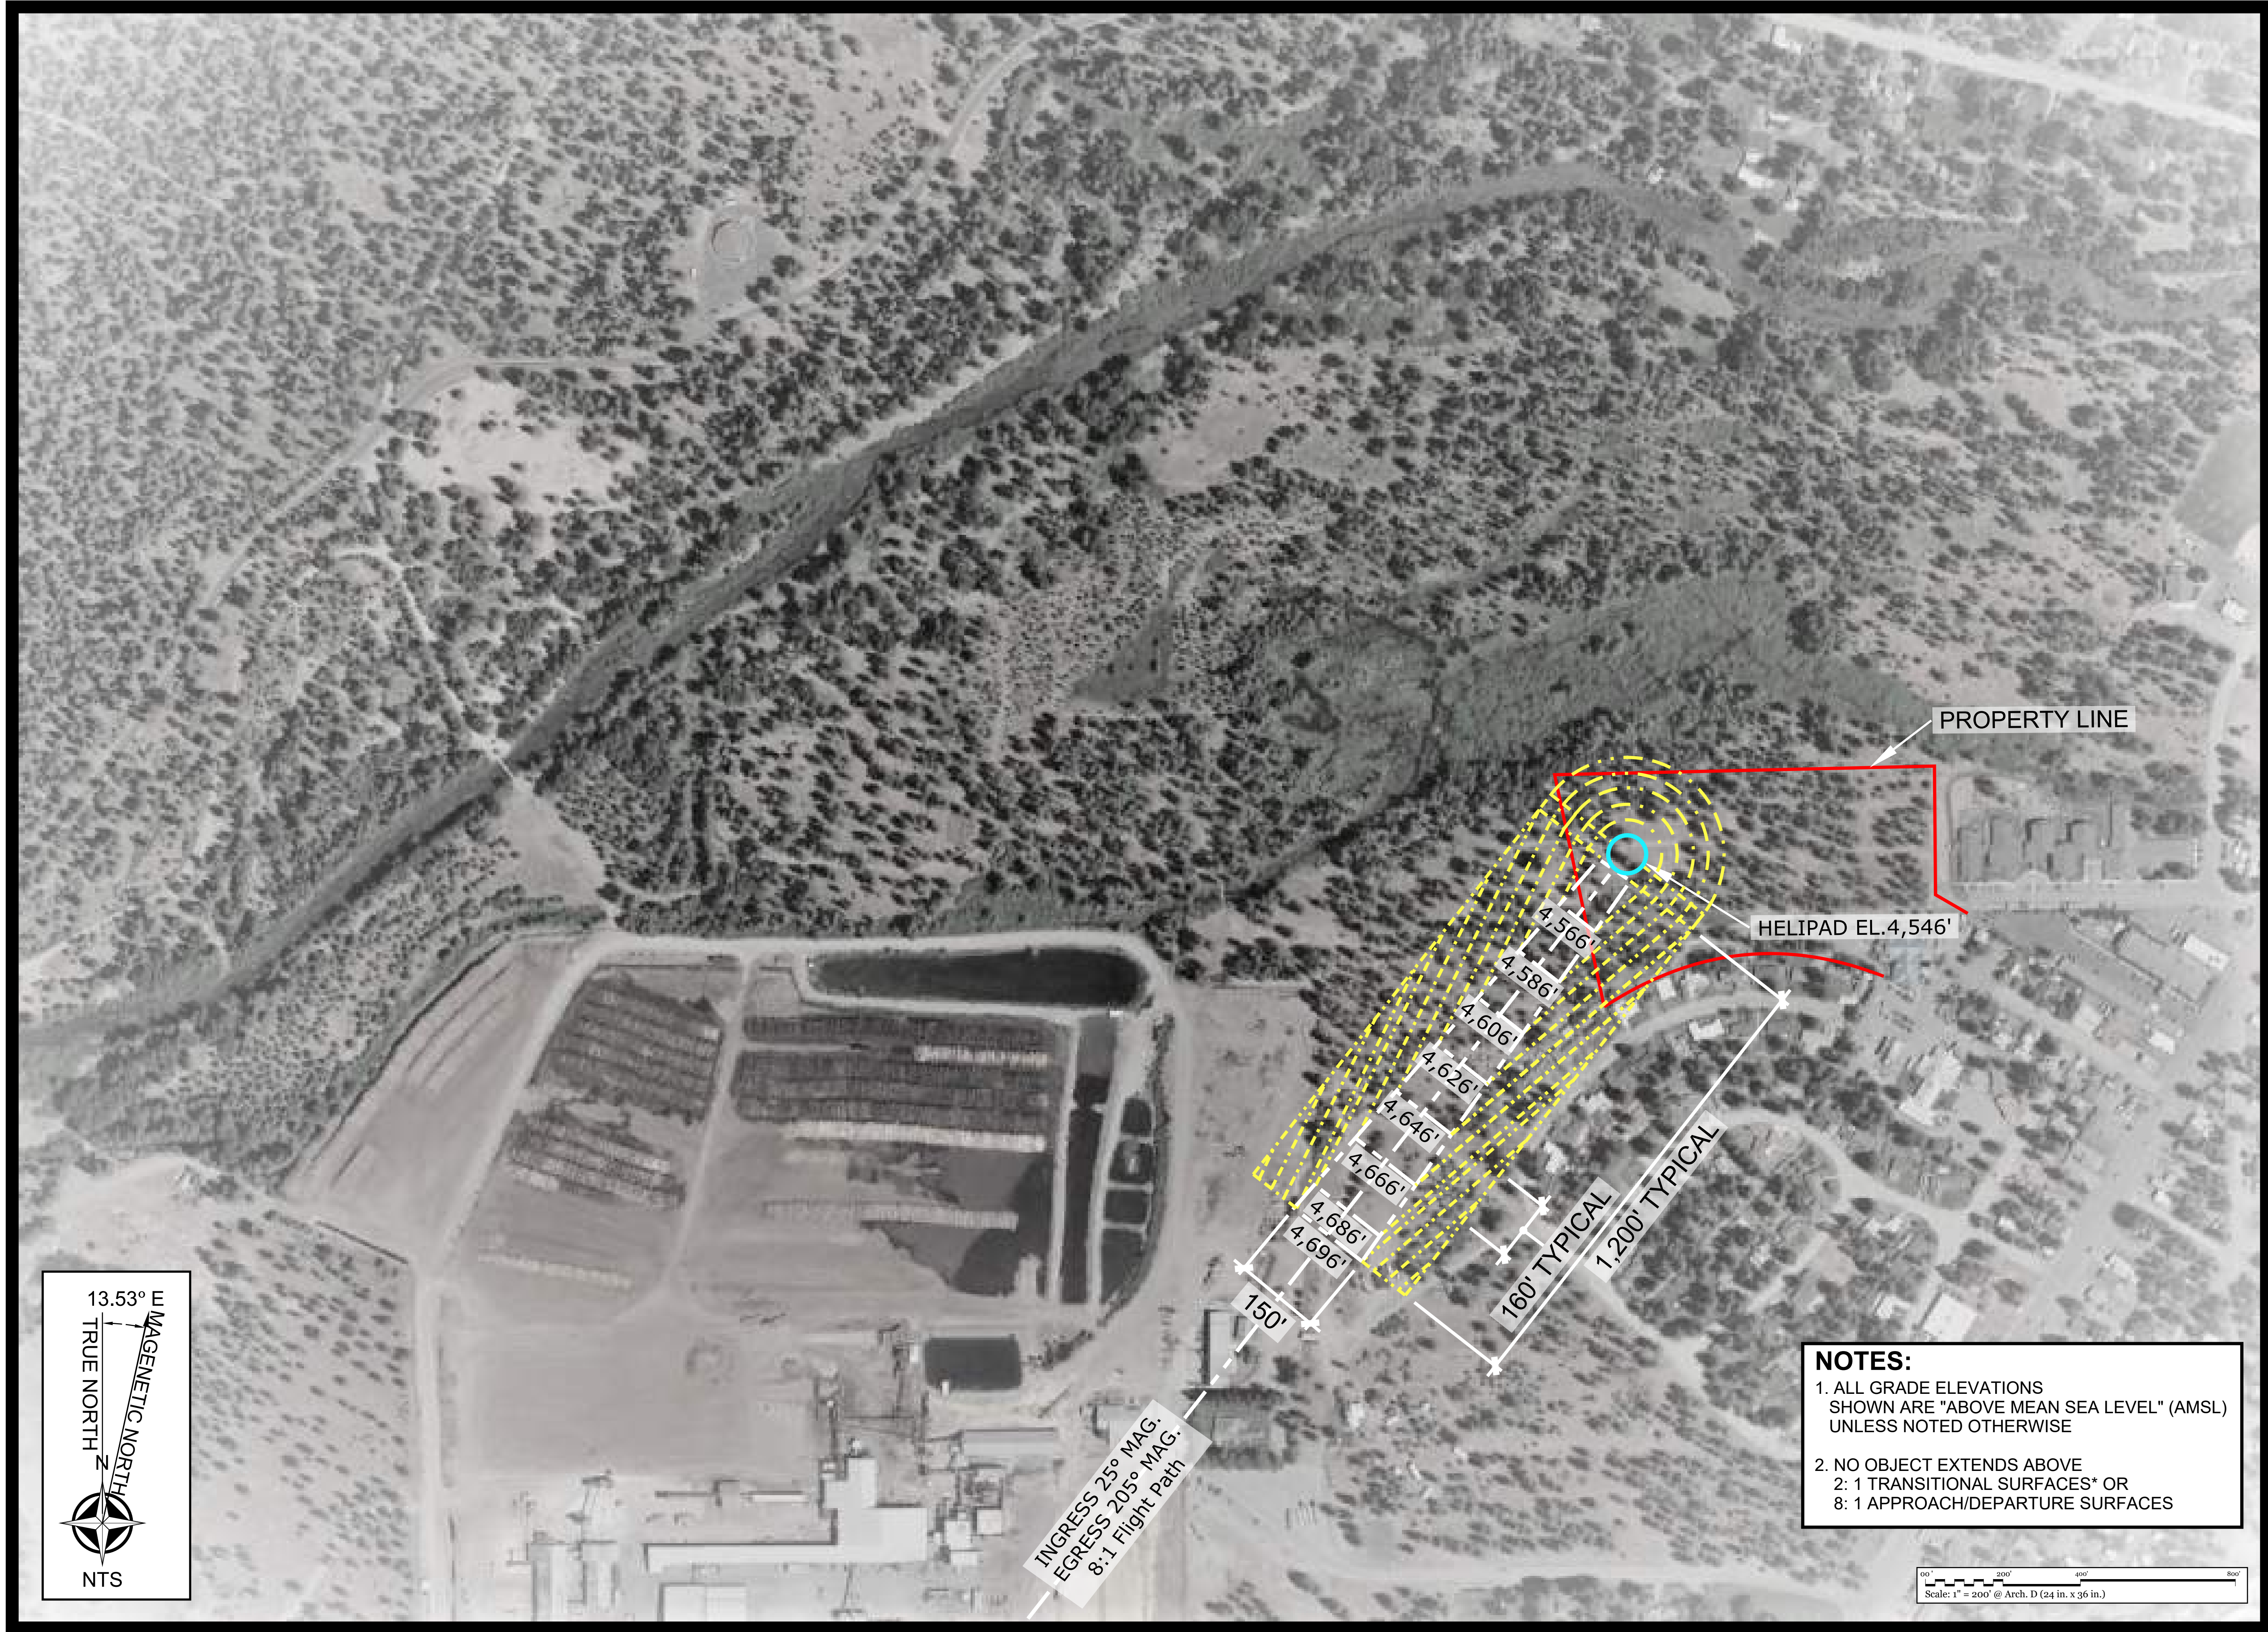 PROPERTY LINE
HELIPAD EL.4,546'
4,566'
4,586'
4,606'
4,626'
4,646'
4,666'
4,686'
4,696'
150'
160' TYPICAL
1,200' TYPICAL
INGRESS 25° MAG.
EGRESS 205° MAG.
8:1 Flight Path
13.53° E
TRUE NORTH
MAGENETIC NORTH
N
NTS
NOTES:
1. ALL GRADE ELEVATIONS
SHOWN ARE "ABOVE MEAN SEA LEVEL" (AMSL)
UNLESS NOTED OTHERWISE
2. NO OBJECT EXTENDS ABOVE
2: 1 TRANSITIONAL SURFACES* OR
8: 1 APPROACH/DEPARTURE SURFACES
00' 200' 400' 800'
Scale: 1" = 200' @ Arch. D (24 in. x 36 in.)